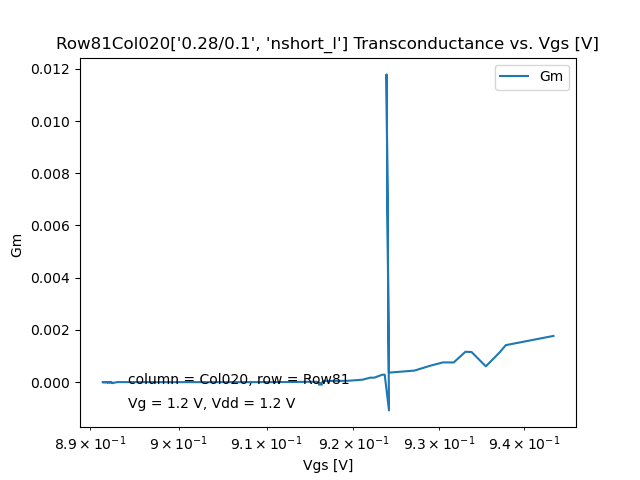 Row81Col020['0.28/0.1', 'nshort_l'] Transconductance vs. Vgs [V]
Gm
0.012
0.010
0.008
0.006
0.004
0.002
0.000
Gm
column = Col020, row = Row81
Vg = 1.2 V, Vdd = 1.2 V
8.9 × 10⁻¹ 9 × 10⁻¹ 9.1 × 10⁻¹ 9.2 × 10⁻¹ 9.3 × 10⁻¹ 9.4 × 10⁻¹
Vgs [V]